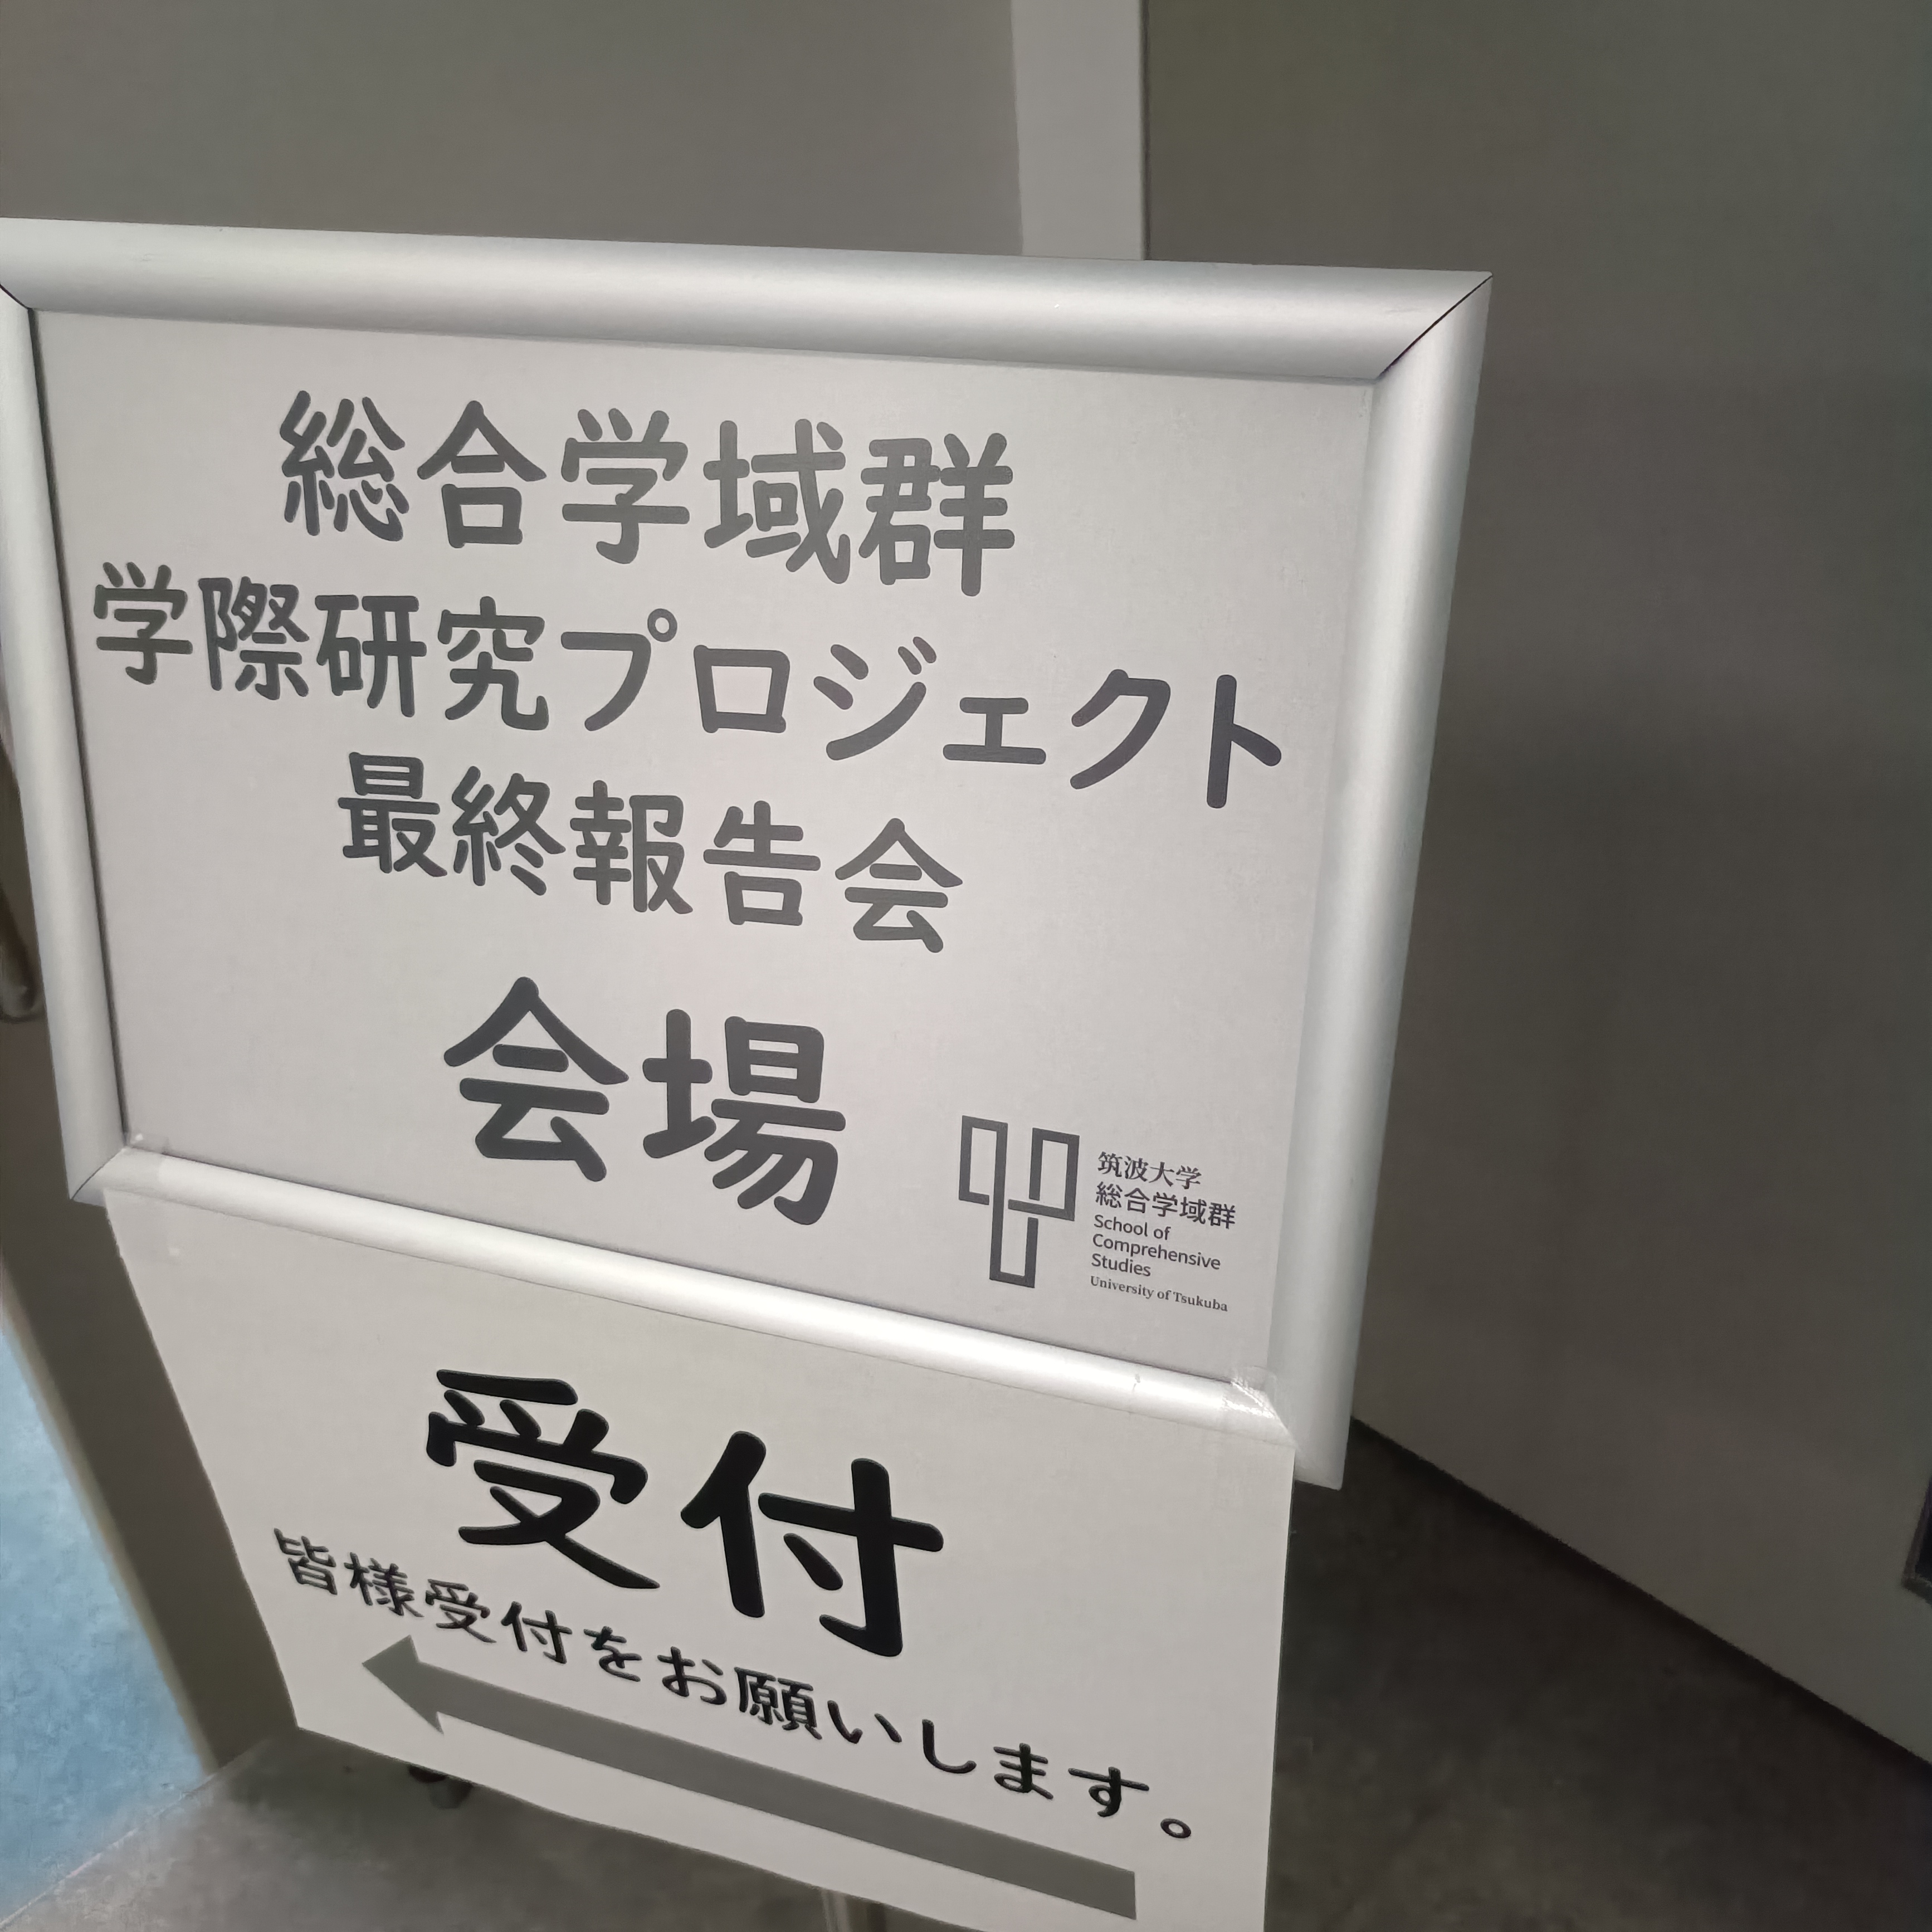 総合学域群
学際研究プロジェクト
最終報告会
会場
筑波大学
総合学域群
School of
Comprehensive
Studies
University of Tsukuba
受付
皆様受付をお願いします。